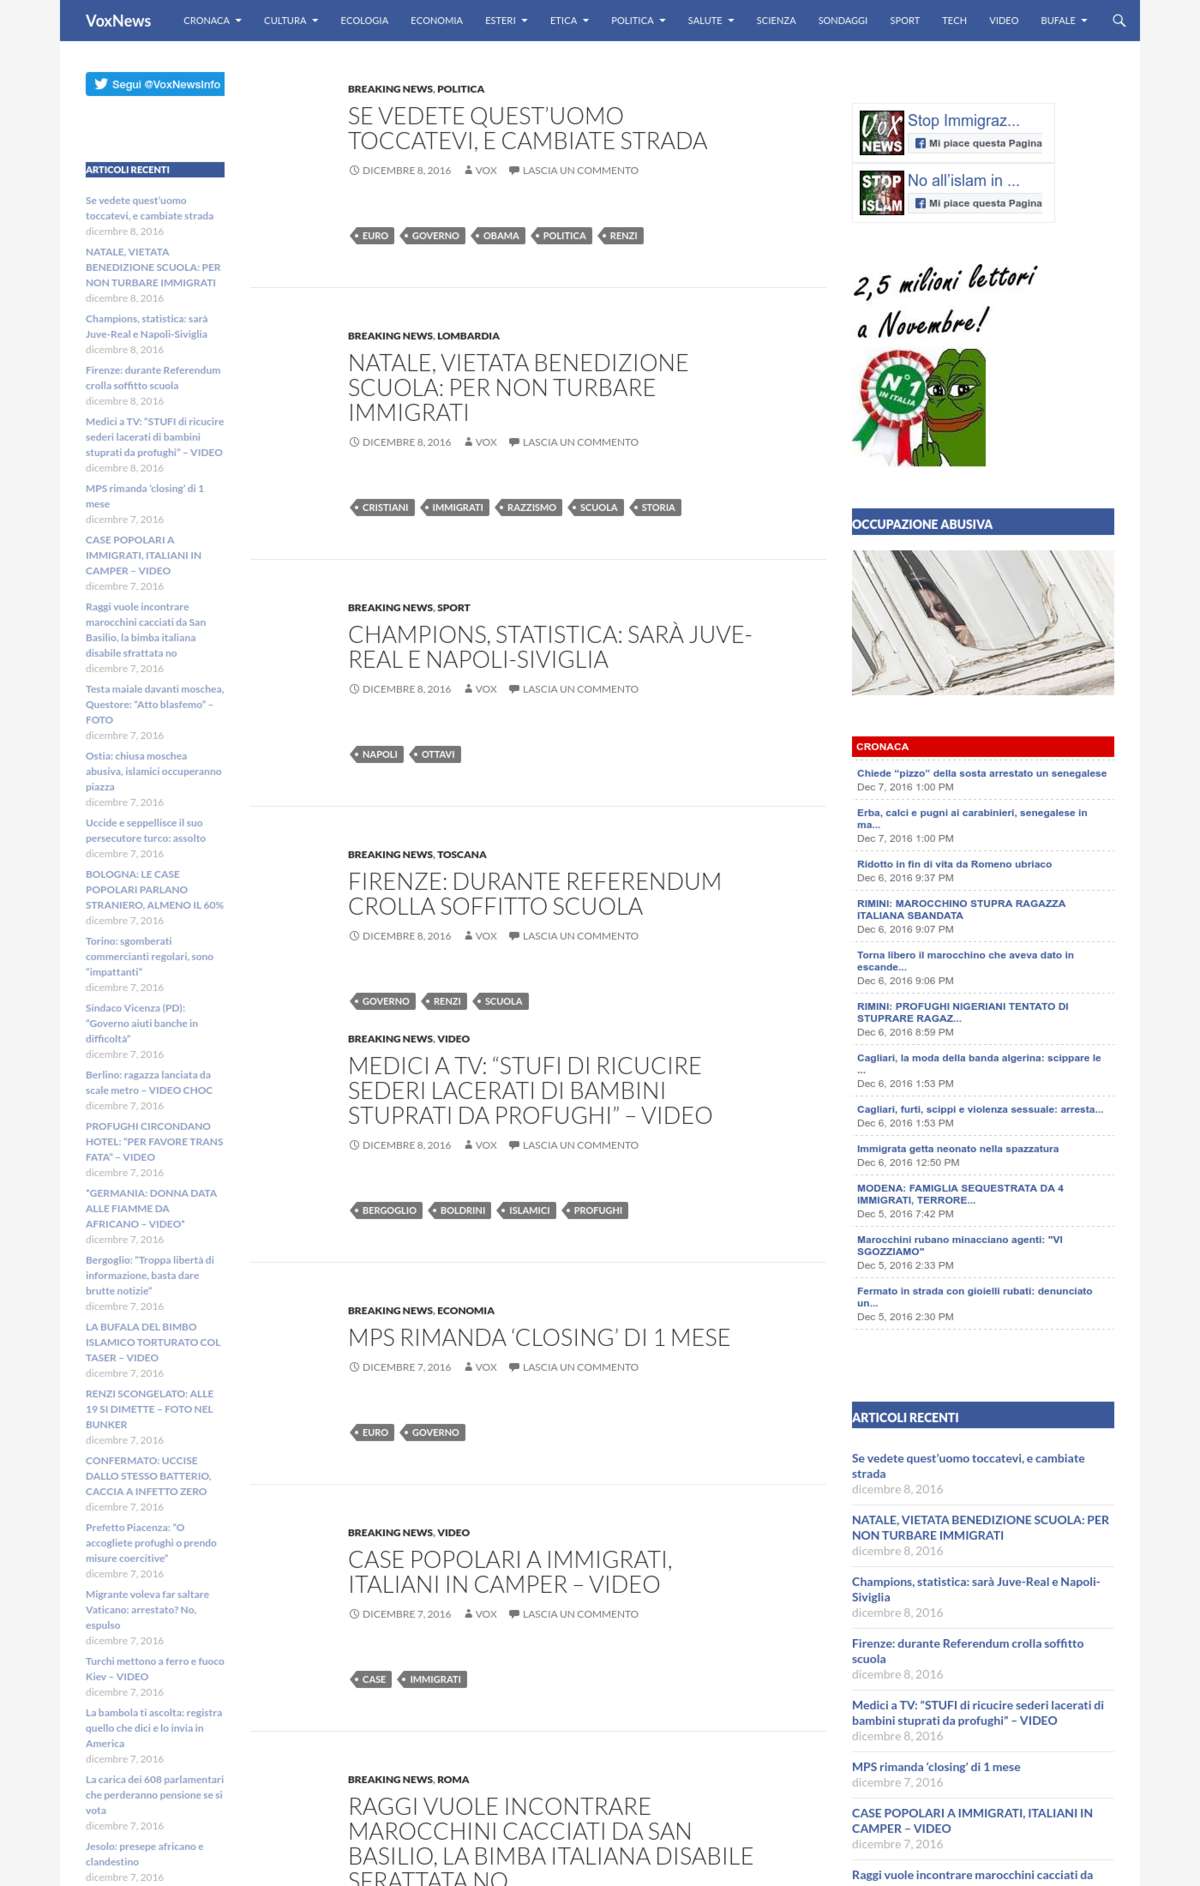 VoxNews
CRONACA
CULTURA
ECOLOGIA
ECONOMIA
ESTERI
ETICA
POLITICA
SALUTE
SCIENZA
SONDAGGI
SPORT
TECH
VIDEO
BUFALE
Segui @VoxNewsInfo
ARTICOLI RECENTI
Se vedete quest'uomo
toccatevi, e cambiate strada
dicembre 8, 2016
NATALE, VIETATA
BENEDIZIONE SCUOLA: PER
NON TURBARE IMMIGRATI
dicembre 8, 2016
Champions, statistica: sarà
Juve-Real e Napoli-Siviglia
dicembre 8, 2016
Firenze: durante Referendum
crolla soffitto scuola
dicembre 8, 2016
Medici a TV: "STUFI di ricucire
sederi lacerati di bambini
stuprati da profughi" – VIDEO
dicembre 8, 2016
MPS rimanda 'closing' di 1
mese
dicembre 7, 2016
CASE POPOLARI A
IMMIGRATI, ITALIANI IN
CAMPER – VIDEO
dicembre 7, 2016
Raggi vuole incontrare
marocchini cacciati da San
Basilio, la bimba italiana
disabile sfrattata no
dicembre 7, 2016
Testa maiale davanti moschea,
Questore: "Atto blasfemo" –
FOTO
dicembre 7, 2016
Ostia: chiusa moschea
abusiva, islamici occuperanno
piazza
dicembre 7, 2016
Uccide e seppellisce il suo
persecutore turco: assolto
dicembre 7, 2016
BOLOGNA: LE CASE
POPOLARI PARLANO
STRANIERO, ALMENO IL 60%
dicembre 7, 2016
Torino: sgomberati
commercianti regolari, sono
"impattanti"
dicembre 7, 2016
Sindaco Vicenza (PD):
"Governo aiuti banche in
difficoltà"
dicembre 7, 2016
Berlino: ragazza lanciata da
scale metro – VIDEO CHOC
dicembre 7, 2016
PROFUGHI CIRCONDANO
HOTEL: "PER FAVORE TRANS
FATA" – VIDEO
dicembre 7, 2016
"GERMANIA: DONNA DATA
ALLE FIAMME DA
AFRICANO – VIDEO"
dicembre 7, 2016
Bergoglio: "Troppa libertà di
informazione, basta dare
brutte notizie"
dicembre 7, 2016
LA BUFALA DEL BIMBO
ISLAMICO TORTURATO COL
TASER – VIDEO
dicembre 7, 2016
RENZI SCONGELATO: ALLE
19 SI DIMETTE – FOTO NEL
BUNKER
dicembre 7, 2016
CONFERMATO: UCCISE
DALLO STESSO BATTERIO,
CACCIA A INFETTO ZERO
dicembre 7, 2016
Prefetto Piacenza: "O
accogliete profughi o prendo
misure coercitive"
dicembre 7, 2016
Migrante voleva far saltare
Vaticano: arrestato? No,
espulso
dicembre 7, 2016
Turchi mettono a ferro e fuoco
Kiev – VIDEO
dicembre 7, 2016
La bambola ti ascolta: registra
quello che dici e lo invia in
America
dicembre 7, 2016
La carica dei 608 parlamentari
che perderanno pensione se si
vota
dicembre 7, 2016
Jesolo: presepe africano e
clandestino
dicembre 7, 2016
BREAKING NEWS, POLITICA
SE VEDETE QUEST'UOMO
TOCCATEVI, E CAMBIATE STRADA
DICEMBRE 8, 2016 VOX LASCIA UN COMMENTO
EURO GOVERNO OBAMA POLITICA RENZI
BREAKING NEWS, LOMBARDIA
NATALE, VIETATA BENEDIZIONE
SCUOLA: PER NON TURBARE
IMMIGRATI
DICEMBRE 8, 2016 VOX LASCIA UN COMMENTO
CRISTIANI IMMIGRATI RAZZISMO SCUOLA STORIA
BREAKING NEWS, SPORT
CHAMPIONS, STATISTICA: SARÀ JUVE-
REAL E NAPOLI-SIVIGLIA
DICEMBRE 8, 2016 VOX LASCIA UN COMMENTO
NAPOLI OTTAVI
BREAKING NEWS, TOSCANA
FIRENZE: DURANTE REFERENDUM
CROLLA SOFFITTO SCUOLA
DICEMBRE 8, 2016 VOX LASCIA UN COMMENTO
GOVERNO RENZI SCUOLA
BREAKING NEWS, VIDEO
MEDICI A TV: "STUFI DI RICUCIRE
SEDERI LACERATI DI BAMBINI
STUPRATI DA PROFUGHI" – VIDEO
DICEMBRE 8, 2016 VOX LASCIA UN COMMENTO
BERGOGLIO BOLDRINI ISLAMICI PROFUGHI
BREAKING NEWS, ECONOMIA
MPS RIMANDA 'CLOSING' DI 1 MESE
DICEMBRE 7, 2016 VOX LASCIA UN COMMENTO
EURO GOVERNO
BREAKING NEWS, VIDEO
CASE POPOLARI A IMMIGRATI,
ITALIANI IN CAMPER – VIDEO
DICEMBRE 7, 2016 VOX LASCIA UN COMMENTO
CASE IMMIGRATI
BREAKING NEWS, ROMA
RAGGI VUOLE INCONTRARE
MAROCCHINI CACCIATI DA SAN
BASILIO, LA BIMBA ITALIANA DISABILE
SFRATTATA NO
VOX
NEWS
Stop Immigraz...
Mi piace questa Pagina
STOP
ISLAM
No all'islam in ...
Mi piace questa Pagina
2,5 milioni lettori
a Novembre!
N°1
IN ITALIA
OCCUPAZIONE ABUSIVA
CRONACA
Chiede "pizzo" della sosta arrestato un senegalese
Dec 7, 2016 1:00 PM
Erba, calci e pugni ai carabinieri, senegalese in
ma...
Dec 7, 2016 1:00 PM
Ridotto in fin di vita da Romeno ubriaco
Dec 6, 2016 9:37 PM
RIMINI: MAROCCHINO STUPRA RAGAZZA
ITALIANA SBANDATA
Dec 6, 2016 9:07 PM
Torna libero il marocchino che aveva dato in
escande...
Dec 6, 2016 9:06 PM
RIMINI: PROFUGHI NIGERIANI TENTATO DI
STUPRARE RAGAZ...
Dec 6, 2016 8:59 PM
Cagliari, la moda della banda algerina: scippare le
...
Dec 6, 2016 1:53 PM
Cagliari, furti, scippi e violenza sessuale: arresta...
Dec 6, 2016 1:53 PM
Immigrata getta neonato nella spazzatura
Dec 6, 2016 12:50 PM
MODENA: FAMIGLIA SEQUESTRATA DA 4
IMMIGRATI, TERRORE...
Dec 5, 2016 7:42 PM
Marocchini rubano minacciano agenti: "VI
SGOZZIAMO"
Dec 5, 2016 2:33 PM
Fermato in strada con gioielli rubati: denunciato
un...
Dec 5, 2016 2:30 PM
ARTICOLI RECENTI
Se vedete quest'uomo toccatevi, e cambiate
strada
dicembre 8, 2016
NATALE, VIETATA BENEDIZIONE SCUOLA: PER
NON TURBARE IMMIGRATI
dicembre 8, 2016
Champions, statistica: sarà Juve-Real e Napoli-
Siviglia
dicembre 8, 2016
Firenze: durante Referendum crolla soffitto
scuola
dicembre 8, 2016
Medici a TV: "STUFI di ricucire sederi lacerati di
bambini stuprati da profughi" – VIDEO
dicembre 8, 2016
MPS rimanda 'closing' di 1 mese
dicembre 7, 2016
CASE POPOLARI A IMMIGRATI, ITALIANI IN
CAMPER – VIDEO
dicembre 7, 2016
Raggi vuole incontrare marocchini cacciati da